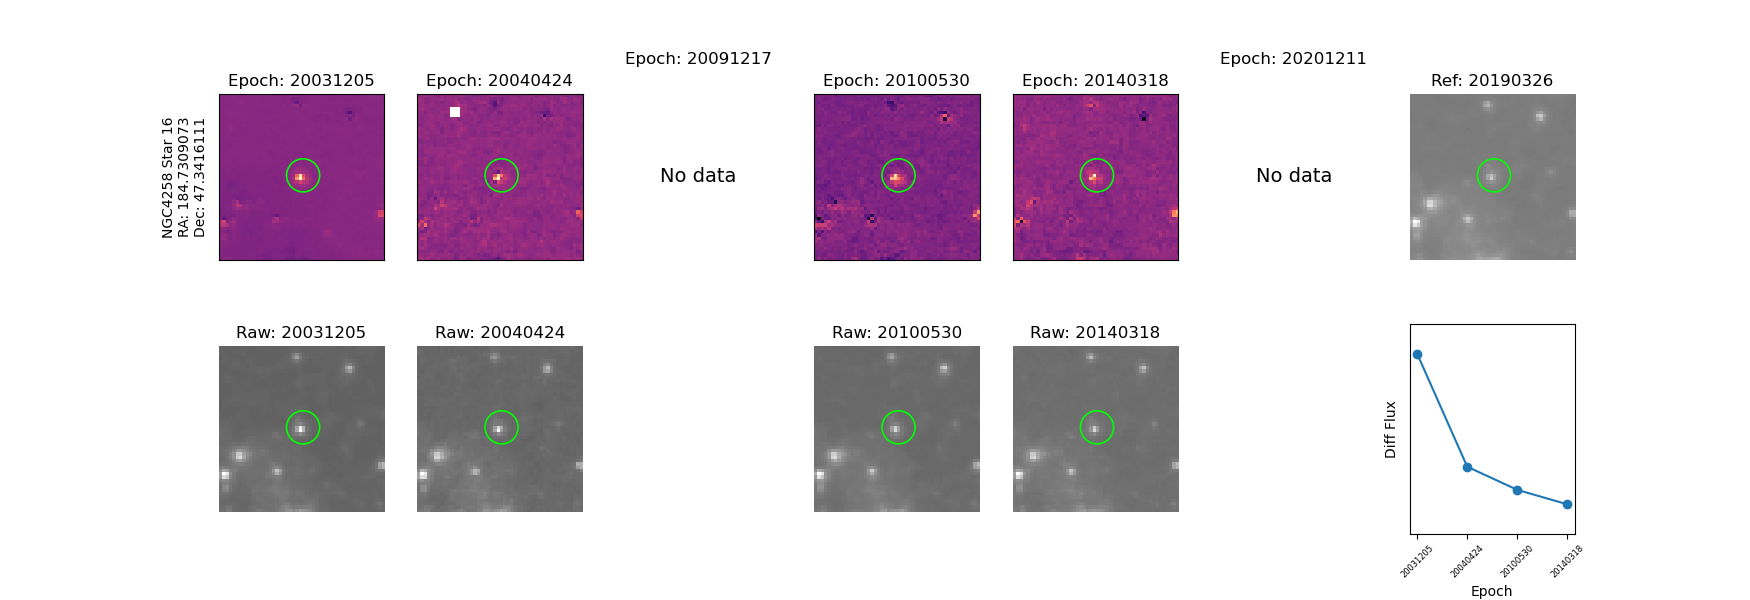 NGC4258 Star 16
RA: 184.7309073
Dec: 47.3416111
Epoch: 20031205
Epoch: 20040424
Epoch: 20091217
No data
Epoch: 20100530
Epoch: 20140318
Epoch: 20201211
No data
Ref: 20190326
Raw: 20031205
Raw: 20040424
Raw: 20100530
Raw: 20140318
Diff Flux
20031205
20040424
20100530
20140318
Epoch